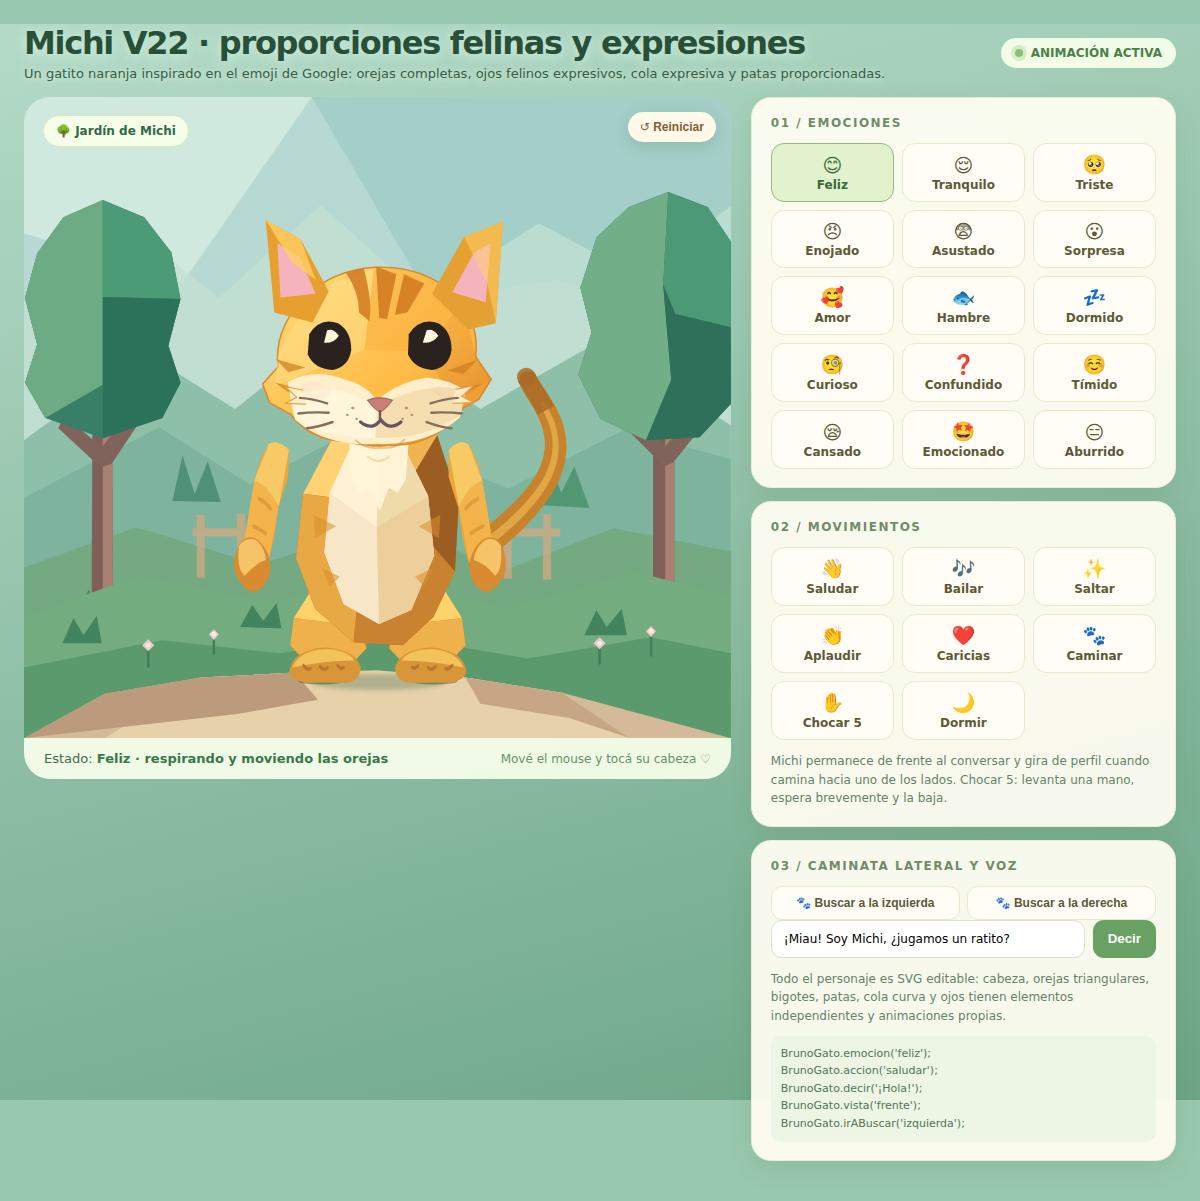 Michi V22 · proporciones felinas y expresiones
Un gatito naranja inspirado en el emoji de Google: orejas completas, ojos felinos expresivos, cola expresiva y patas proporcionadas.
ANIMACIÓN ACTIVA
Jardín de Michi
↺ Reiniciar
Estado: Feliz · respirando y moviendo las orejas
Mové el mouse y tocá su cabeza ♡
01 / EMOCIONES
Feliz
Tranquilo
Triste
Enojado
Asustado
Sorpresa
Amor
Hambre
Dormido
Curioso
Confundido
Tímido
Cansado
Emocionado
Aburrido
02 / MOVIMIENTOS
Saludar
Bailar
Saltar
Aplaudir
Caricias
Caminar
Chocar 5
Dormir
Michi permanece de frente al conversar y gira de perfil cuando
camina hacia uno de los lados. Chocar 5: levanta una mano,
espera brevemente y la baja.
03 / CAMINATA LATERAL Y VOZ
Buscar a la izquierda
Buscar a la derecha
¡Miau! Soy Michi, ¿jugamos un ratito?
Decir
Todo el personaje es SVG editable: cabeza, orejas triangulares,
bigotes, patas, cola curva y ojos tienen elementos
independientes y animaciones propias.
BrunoGato.emocion('feliz');
BrunoGato.accion('saludar');
BrunoGato.decir('¡Hola!');
BrunoGato.vista('frente');
BrunoGato.irABuscar('izquierda');